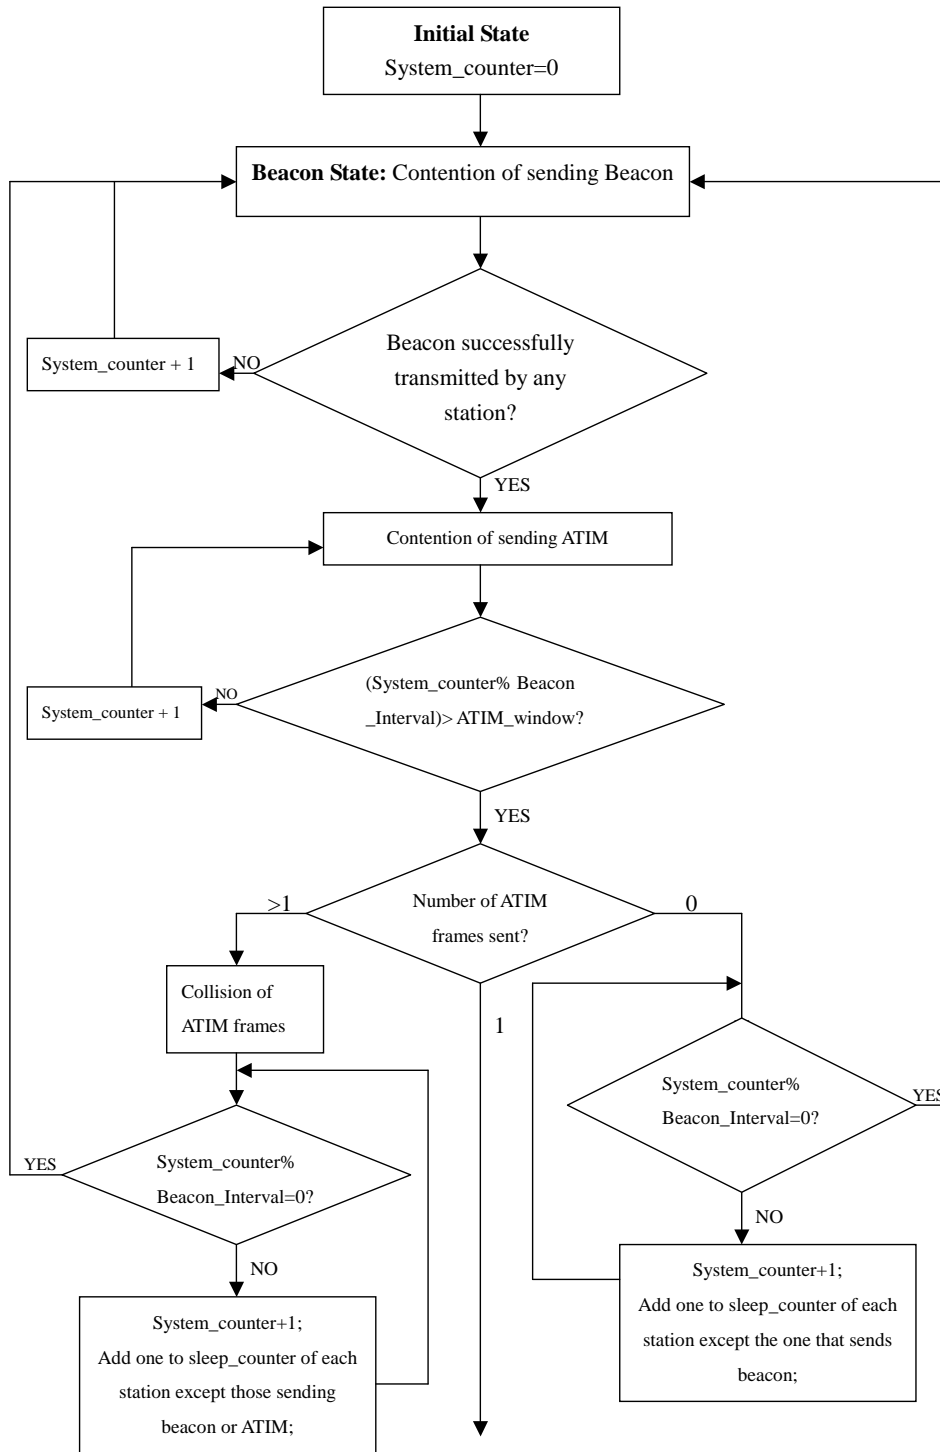 Initial State
System_counter=0
Beacon State: Contention of sending Beacon
Beacon successfully
transmitted by any
station?
NO
System_counter + 1
YES
Contention of sending ATIM
(System_counter% Beacon
_Interval)> ATIM_window?
NO
System_counter + 1
YES
Number of ATIM
frames sent?
>1
0
1
Collision of
ATIM frames
System_counter%
Beacon_Interval=0?
YES
NO
System_counter+1;
Add one to sleep_counter of each
station except those sending
beacon or ATIM;
System_counter%
Beacon_Interval=0?
YES
NO
System_counter+1;
Add one to sleep_counter of each
station except the one that sends
beacon;